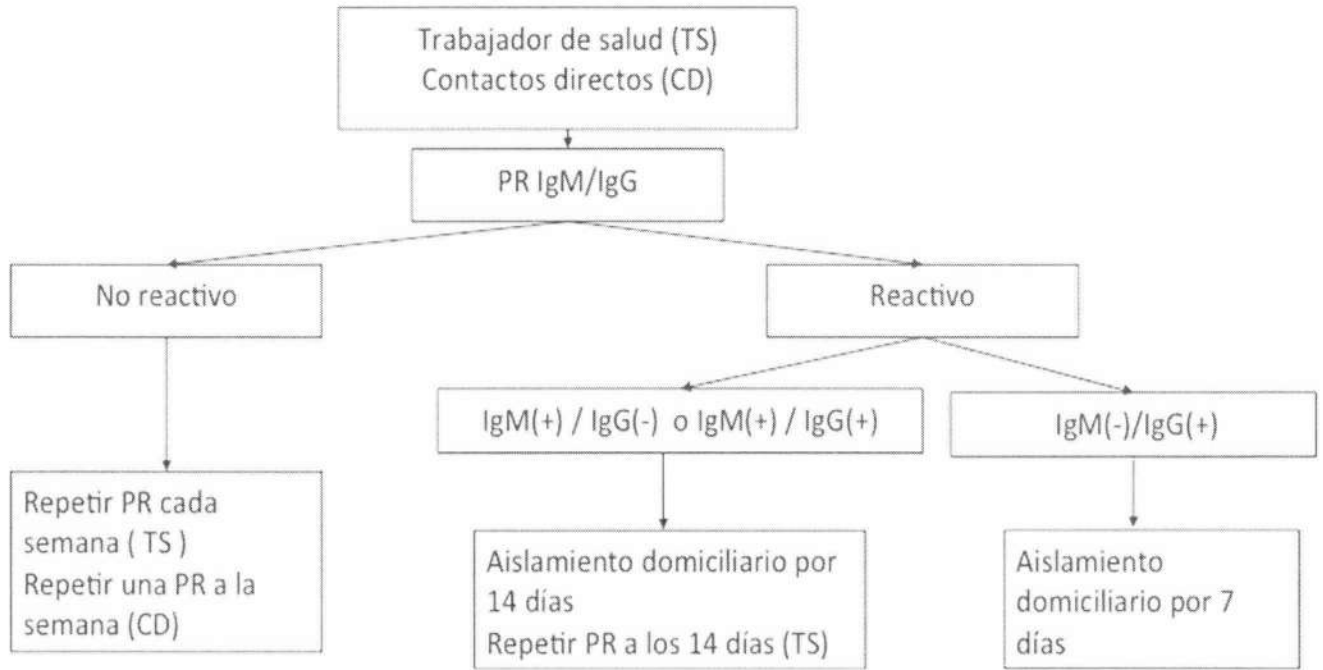 Trabajador de salud (TS)
Contactos directos (CD)
PR IgM/IgG
No reactivo
Reactivo
IgM(+) / IgG(-) o IgM(+) / IgG(+)
IgM(-)/IgG(+)
Repetir PR cada
semana ( TS )
Repetir una PR a la
semana (CD)
Aislamiento domiciliario por
14 días
Repetir PR a los 14 días (TS)
Aislamiento
domiciliario por 7
días